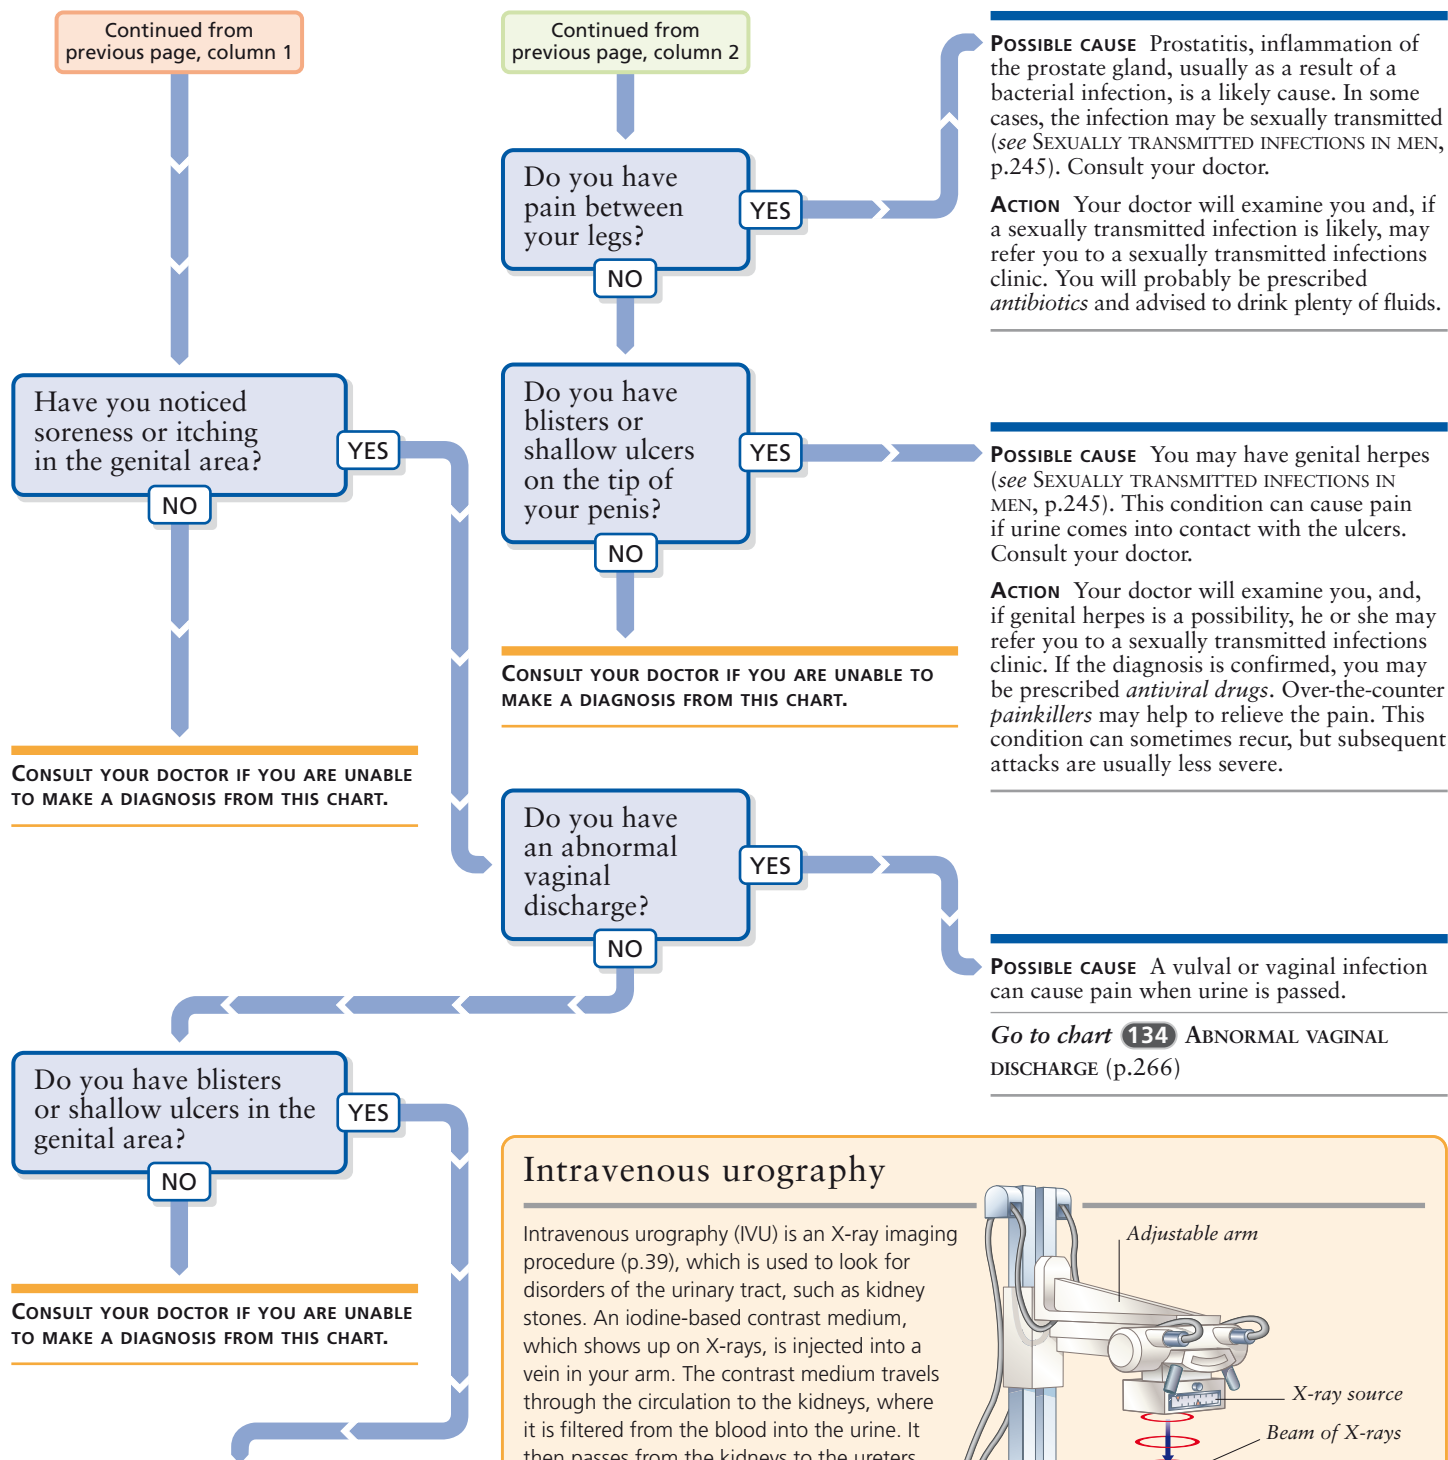 Continued from
previous page, column 1
Continued from
previous page, column 2
Do you have
pain between
your legs?
YES
NO
POSSIBLE CAUSE Prostatitis, inflammation of
the prostate gland, usually as a result of a
bacterial infection, is a likely cause. In some
cases, the infection may be sexually transmitted
(see SEXUALLY TRANSMITTED INFECTIONS IN MEN,
p.245). Consult your doctor.
ACTION Your doctor will examine you and, if
a sexually transmitted infection is likely, may
refer you to a sexually transmitted infections
clinic. You will probably be prescribed
antibiotics and advised to drink plenty of fluids.
Have you noticed
soreness or itching
in the genital area?
YES
NO
Do you have
blisters or
shallow ulcers
on the tip of
your penis?
YES
NO
POSSIBLE CAUSE You may have genital herpes
(see SEXUALLY TRANSMITTED INFECTIONS IN
MEN, p.245). This condition can cause pain
if urine comes into contact with the ulcers.
Consult your doctor.
ACTION Your doctor will examine you, and,
if genital herpes is a possibility, he or she may
refer you to a sexually transmitted infections
clinic. If the diagnosis is confirmed, you may
be prescribed antiviral drugs. Over-the-counter
painkillers may help to relieve the pain. This
condition can sometimes recur, but subsequent
attacks are usually less severe.
CONSULT YOUR DOCTOR IF YOU ARE UNABLE TO
MAKE A DIAGNOSIS FROM THIS CHART.
CONSULT YOUR DOCTOR IF YOU ARE UNABLE
TO MAKE A DIAGNOSIS FROM THIS CHART.
Do you have
an abnormal
vaginal
discharge?
YES
NO
POSSIBLE CAUSE A vulval or vaginal infection
can cause pain when urine is passed.
Go to chart 134 ABNORMAL VAGINAL
DISCHARGE (p.266)
Do you have blisters
or shallow ulcers in the
genital area?
YES
NO
CONSULT YOUR DOCTOR IF YOU ARE UNABLE
TO MAKE A DIAGNOSIS FROM THIS CHART.
Intravenous urography
Intravenous urography (IVU) is an X-ray imaging
procedure (p.39), which is used to look for
disorders of the urinary tract, such as kidney
stones. An iodine-based contrast medium,
which shows up on X-rays, is injected into a
vein in your arm. The contrast medium travels
through the circulation to the kidneys, where
it is filtered from the blood into the urine. It
then passes from the kidneys to the ureters
Adjustable arm
X-ray source
Beam of X-rays